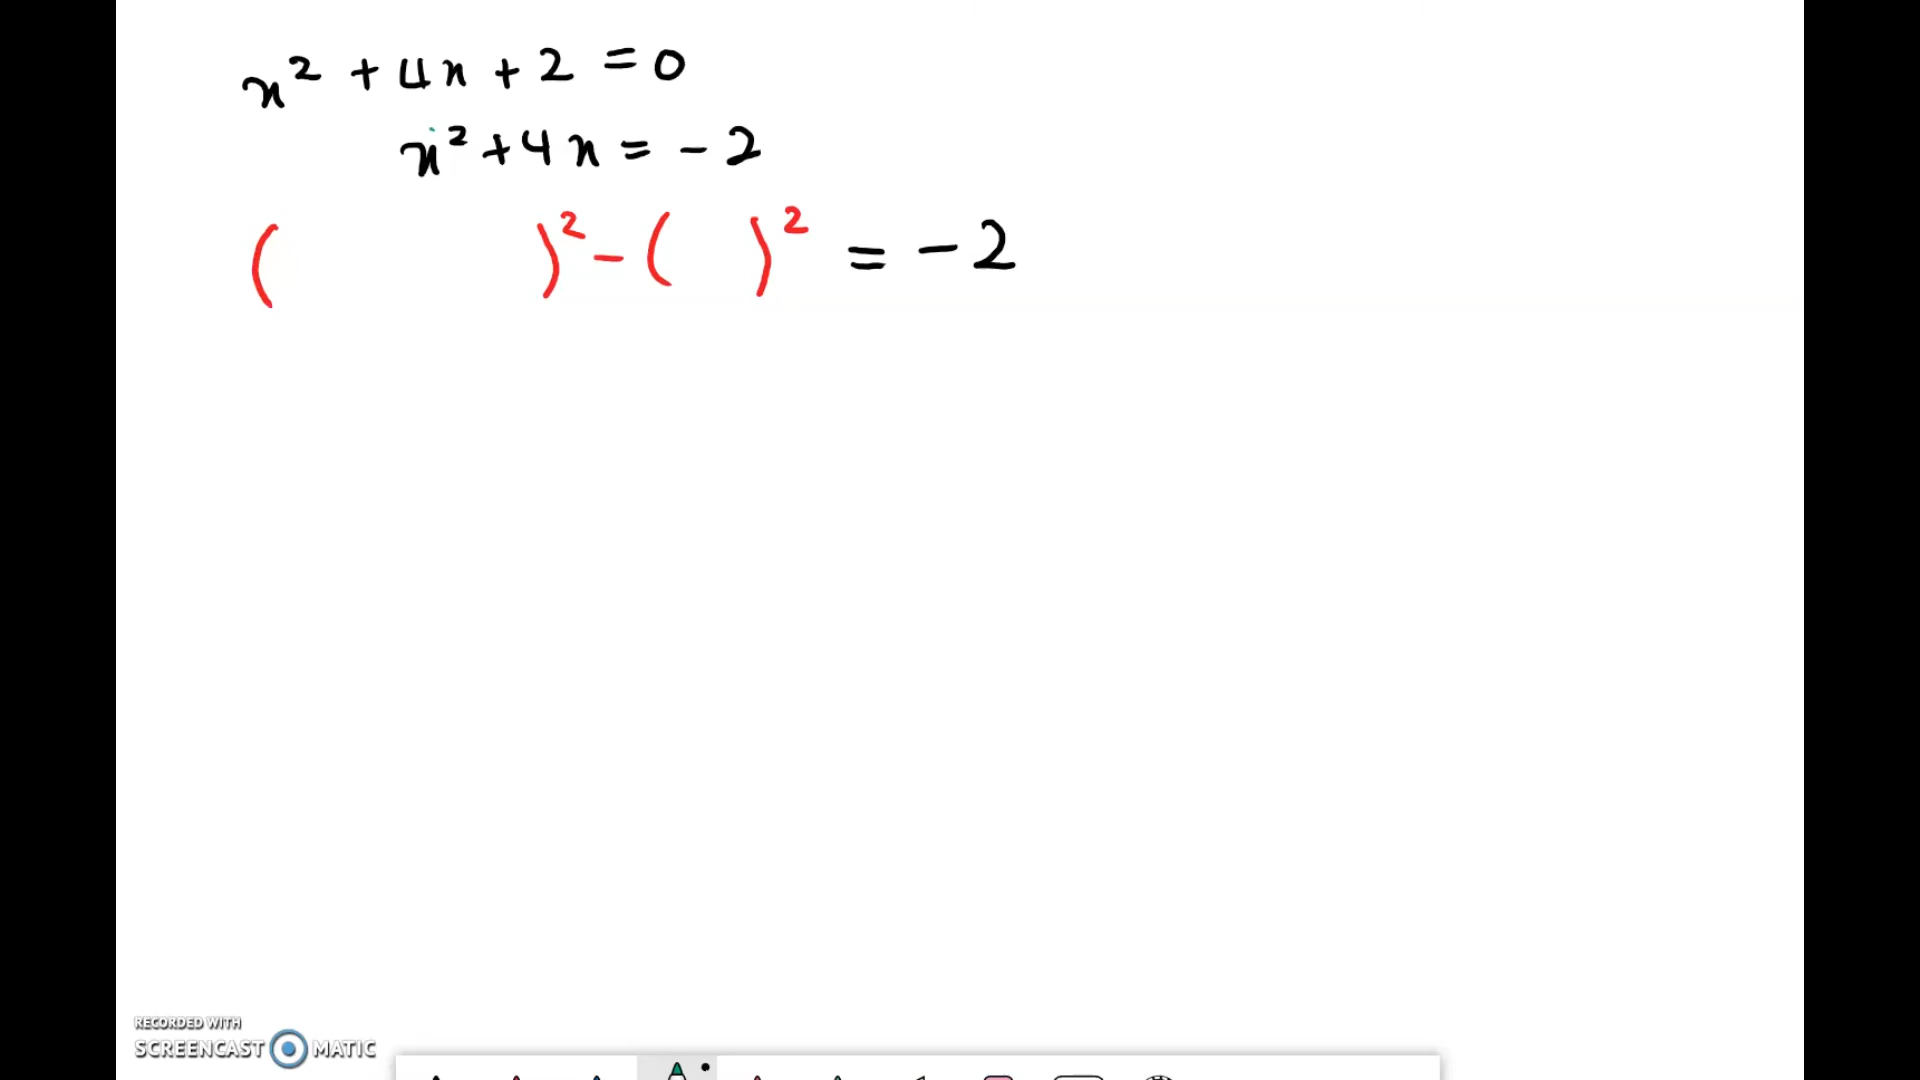 x² + 4x + 2 = 0
x² + 4x = - 2
(   )² - (   )² = - 2
RECORDED WITH
SCREENCAST MATIC